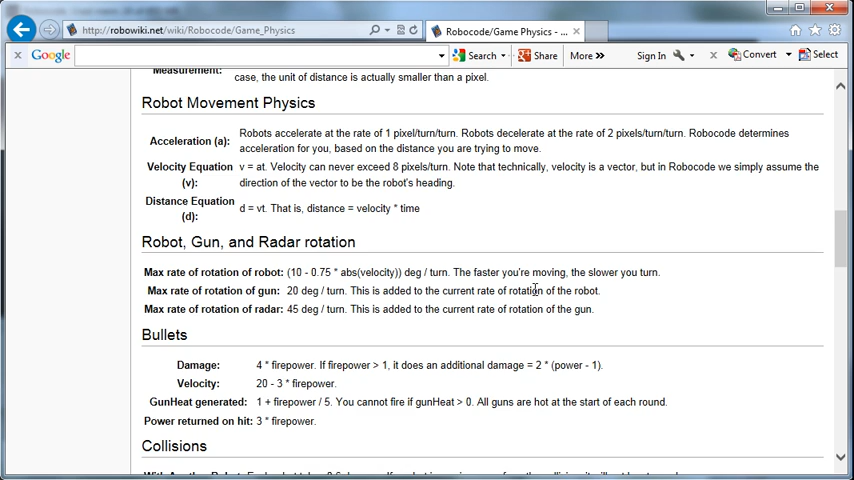 http://robowiki.net/wiki/Robocode/Game_Physics
Robocode/Game Physics - ...
x Google Search Share More >> Sign In x Convert Select
Measurement:
case, the unit of distance is actually smaller than a pixel.
Robot Movement Physics
Acceleration (a): Robots accelerate at the rate of 1 pixel/turn/turn. Robots decelerate at the rate of 2 pixels/turn/turn. Robocode determines
acceleration for you, based on the distance you are trying to move.
Velocity Equation (v): v = at. Velocity can never exceed 8 pixels/turn. Note that technically, velocity is a vector, but in Robocode we simply assume the
direction of the vector to be the robot's heading.
Distance Equation (d): d = vt. That is, distance = velocity * time
Robot, Gun, and Radar rotation
Max rate of rotation of robot: (10 - 0.75 * abs(velocity)) deg / turn. The faster you're moving, the slower you turn.
Max rate of rotation of gun: 20 deg / turn. This is added to the current rate of rotation of the robot.
Max rate of rotation of radar: 45 deg / turn. This is added to the current rate of rotation of the gun.
Bullets
Damage: 4 * firepower. If firepower > 1, it does an additional damage = 2 * (power - 1).
Velocity: 20 - 3 * firepower.
GunHeat generated: 1 + firepower / 5. You cannot fire if gunHeat > 0. All guns are hot at the start of each round.
Power returned on hit: 3 * firepower.
Collisions